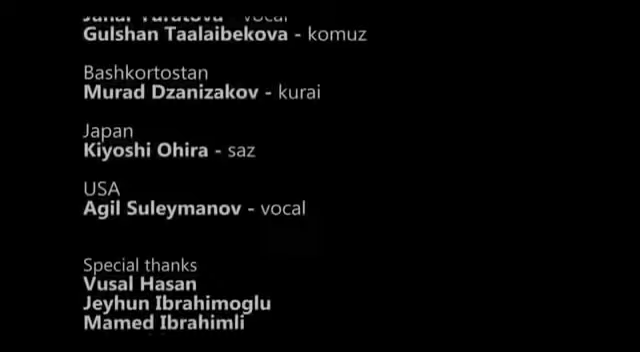 vocal
Gulshan Taalaibekova - komuz
Bashkortostan
Murad Dzanizakov - kurai
Japan
Kiyoshi Ohira - saz
USA
Agil Suleymanov - vocal
Special thanks
Vusal Hasan
Jeyhun Ibrahimoglu
Mamed Ibrahimli